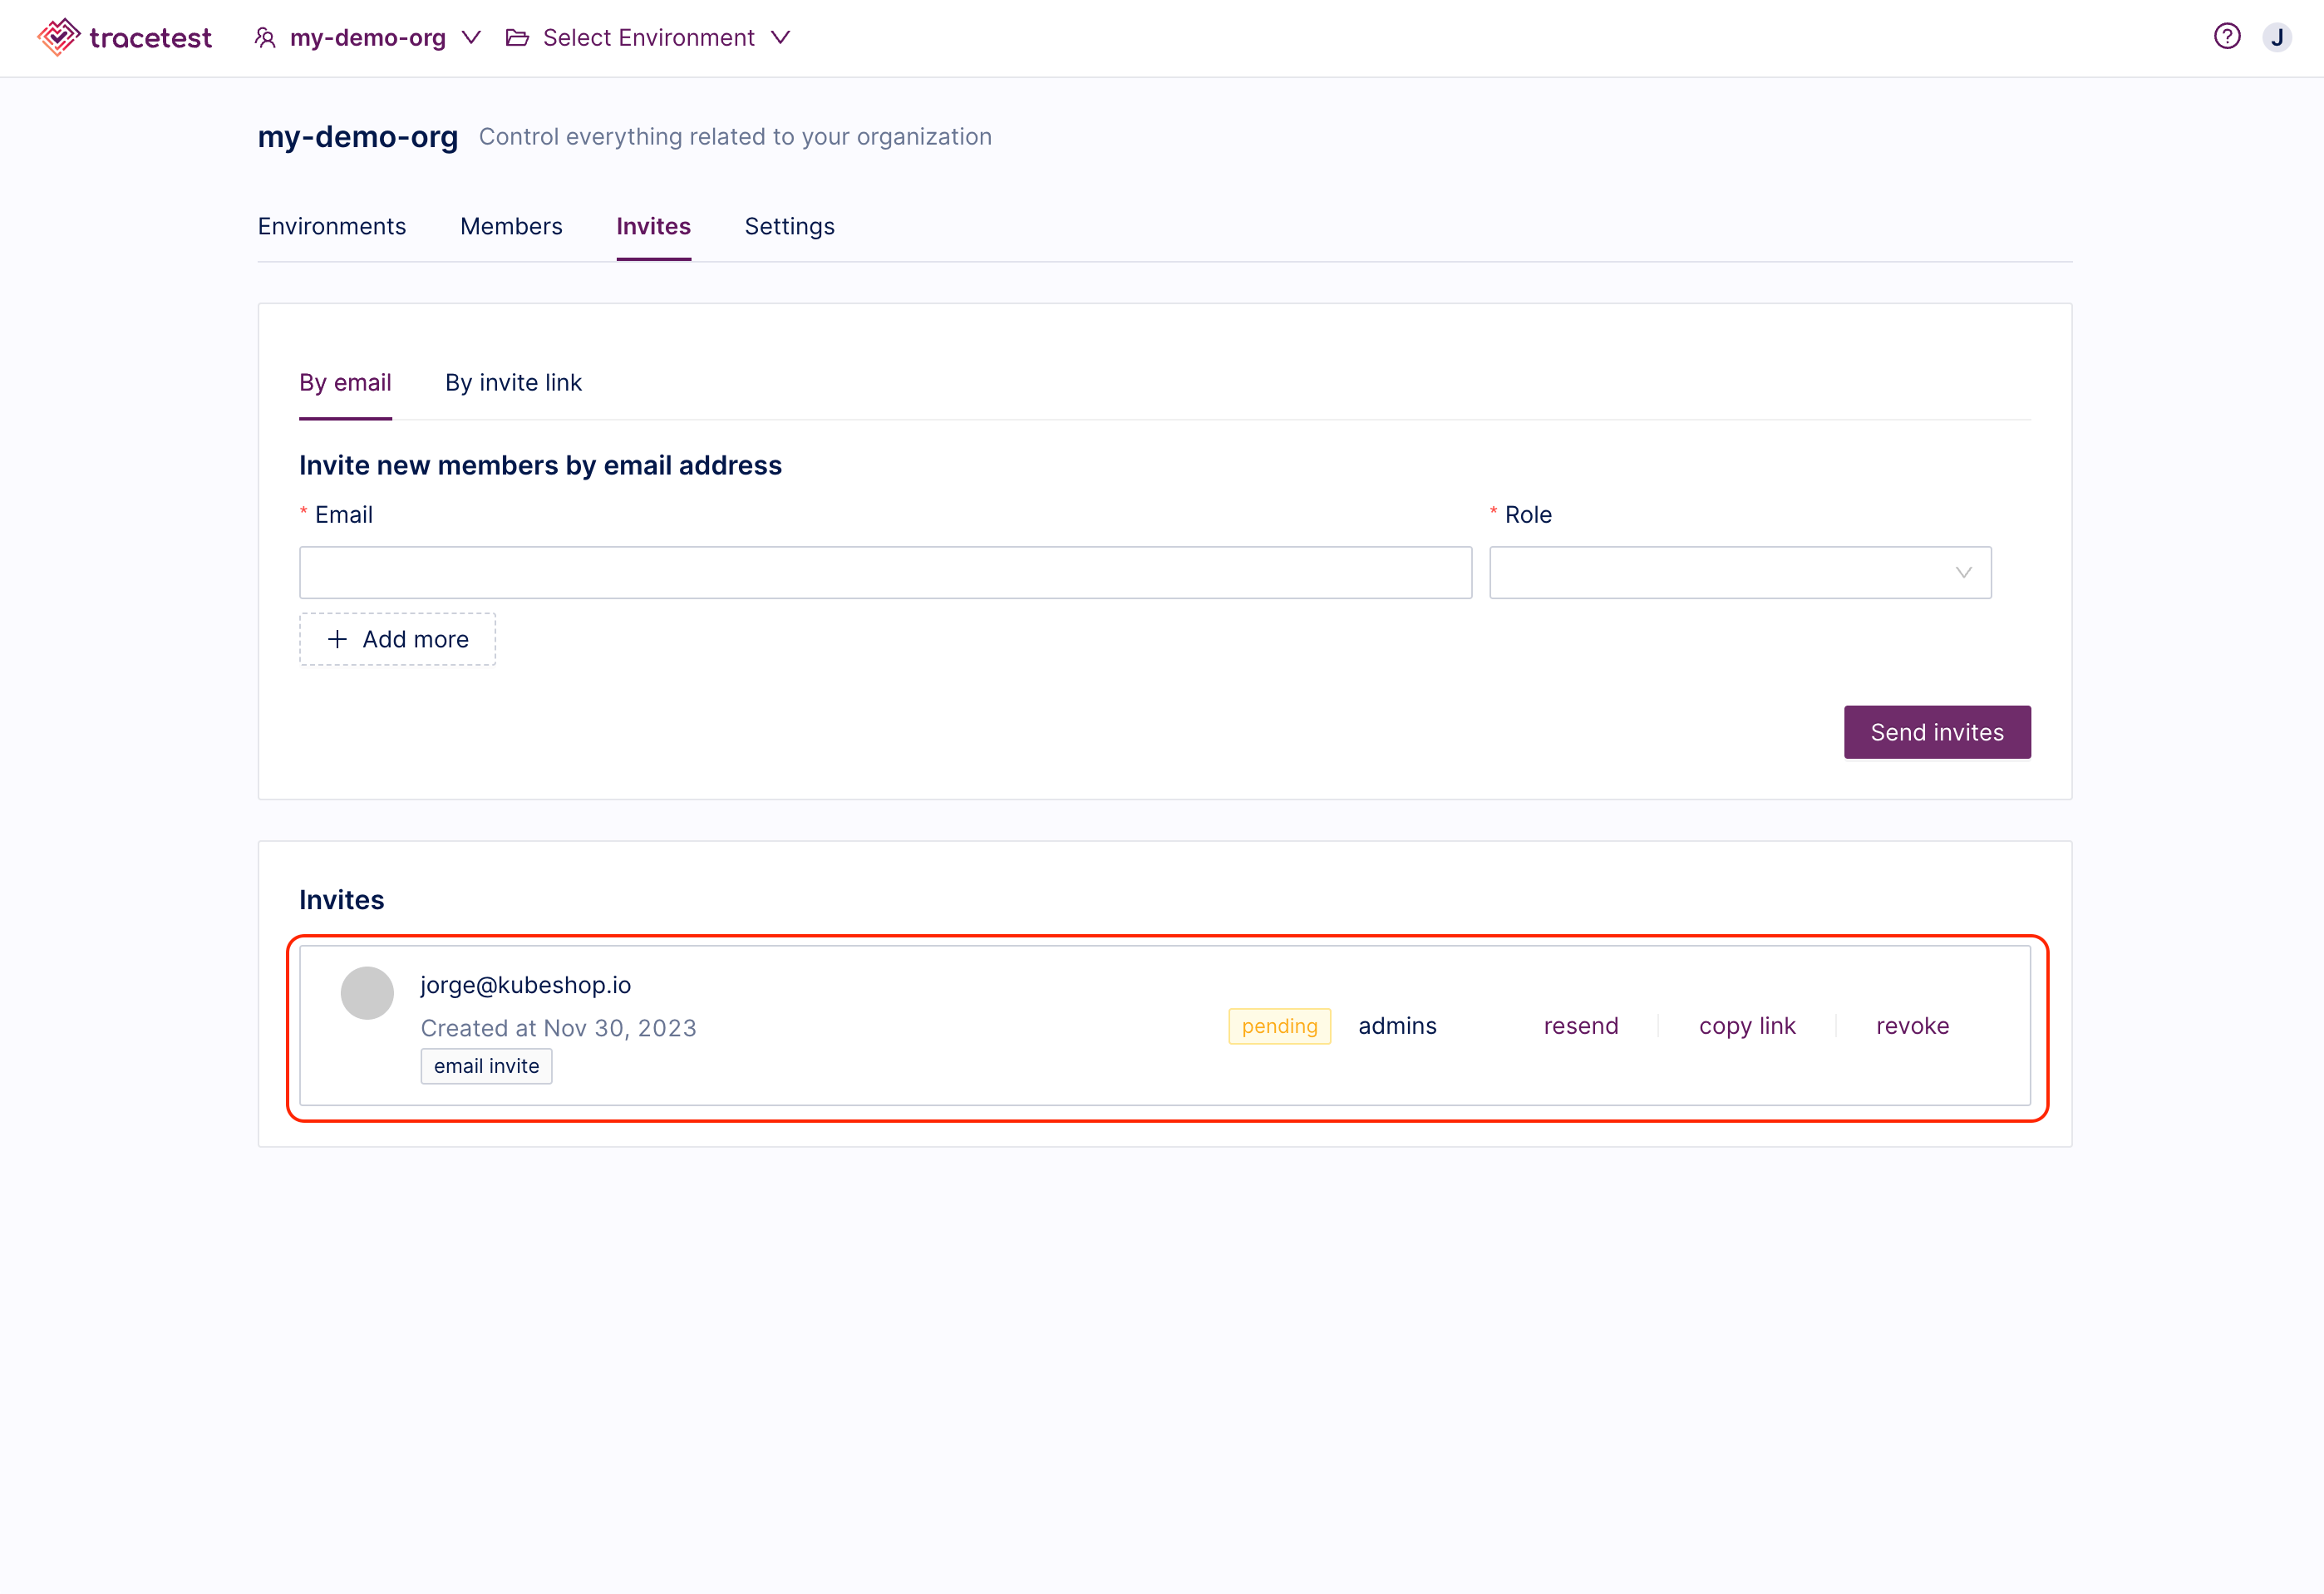 tracetest my-demo-org Select Environment ? J
my-demo-org Control everything related to your organization
Environments Members Invites Settings
By email By invite link
Invite new members by email address
* Email * Role
+ Add more
Send invites
Invites
jorge@kubeshop.io
Created at Nov 30, 2023
pending admins resend copy link revoke
email invite